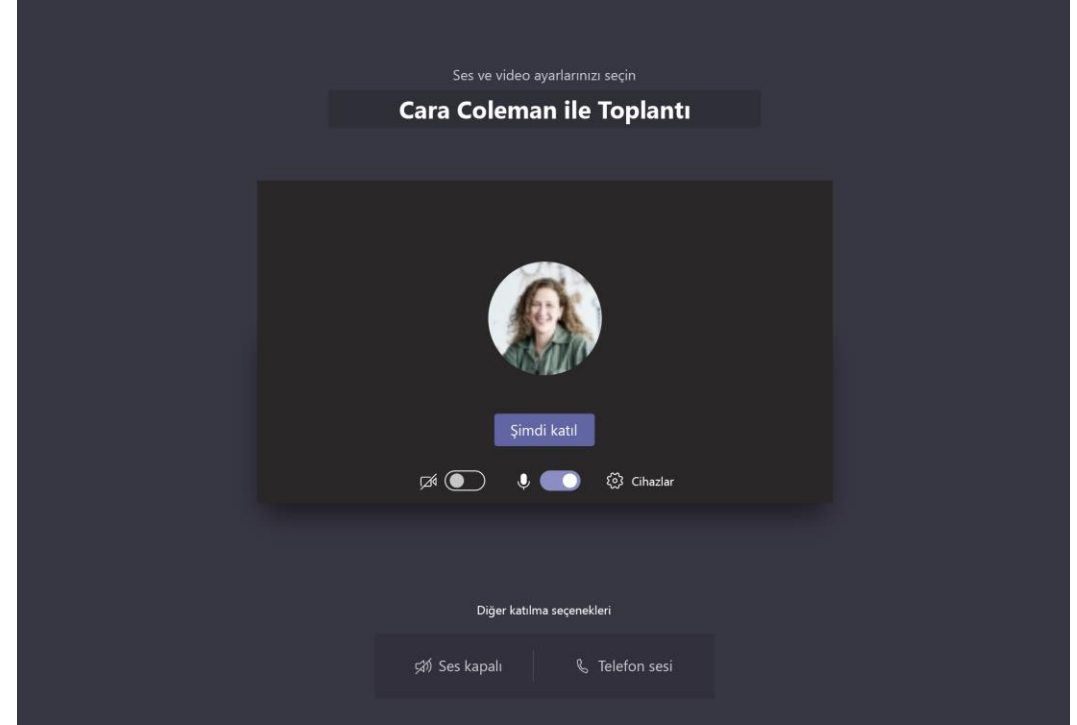 Ses ve video ayarlarınızı seçin
Cara Coleman ile Toplantı
Şimdi katıl
Cihazlar
Diğer katılma seçenekleri
Ses kapalı
Telefon sesi